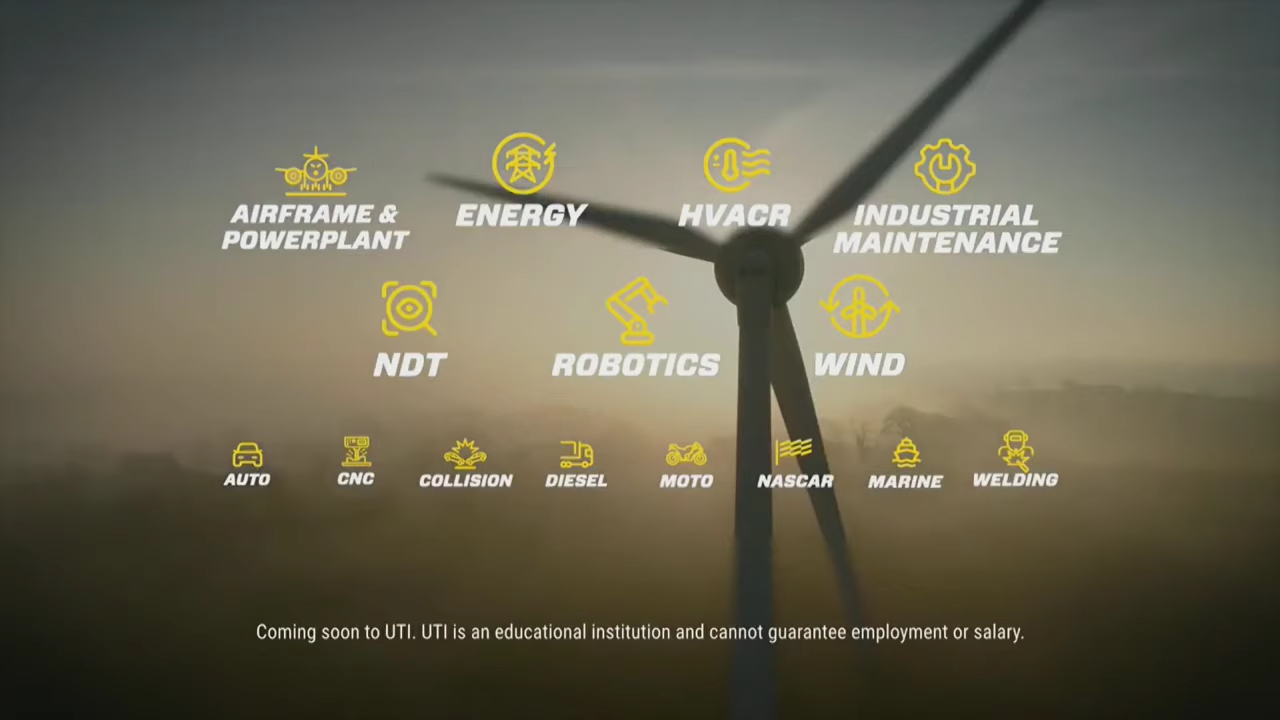 AIRFRAME &
POWERPLANT
ENERGY
HVACR
INDUSTRIAL
MAINTENANCE
NDT
ROBOTICS
WIND
AUTO
CNC
COLLISION
DIESEL
MOTO
NASCAR
MARINE
WELDING
Coming soon to UTI. UTI is an educational institution and cannot guarantee employment or salary.